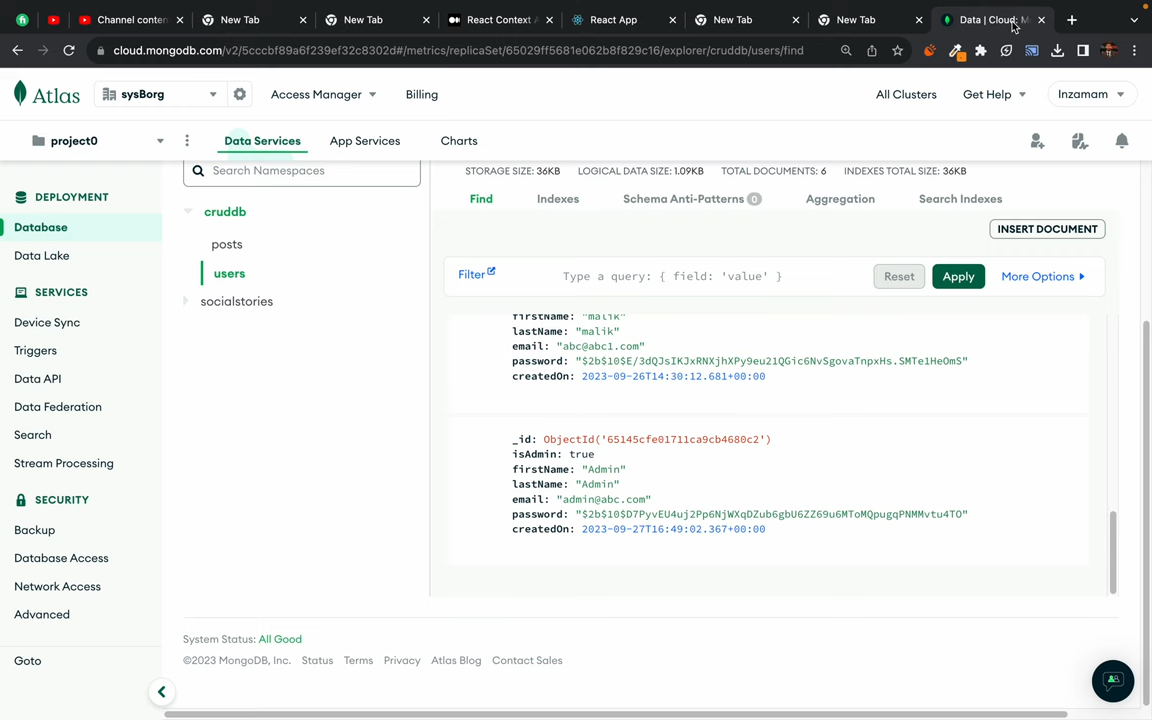 Channel conten
New Tab
New Tab
React Context A
React App
New Tab
New Tab
Data | Cloud: M
cloud.mongodb.com/v2/5cccbf89a6f239ef32c8302d#/metrics/replicaSet/65029ff5681e062b8f829c16/explorer/cruddb/users/find
Atlas
sysBorg
Access Manager
Billing
All Clusters
Get Help
Inzamam
project0
Data Services
App Services
Charts
DEPLOYMENT
Database
Data Lake
SERVICES
Device Sync
Triggers
Data API
Data Federation
Search
Stream Processing
SECURITY
Backup
Database Access
Network Access
Advanced
Goto
Search Namespaces
cruddb
posts
users
socialstories
STORAGE SIZE: 36KB LOGICAL DATA SIZE: 1.09KB TOTAL DOCUMENTS: 6 INDEXES TOTAL SIZE: 36KB
Find Indexes Schema Anti-Patterns 0 Aggregation Search Indexes
INSERT DOCUMENT
Filter Type a query: { field: 'value' } Reset Apply More Options
firstName: "malik"
lastName: "malik"
email: "abc@abc1.com"
password: "$2b$10$E/3dQJsIKJxRNXjhXPy9eu21QGic6NvSgovaTnpxHs.SMTe1HeOmS"
createdOn: 2023-09-26T14:30:12.681+00:00
_id: ObjectId('65145cfe01711ca9cb4680c2')
isAdmin: true
firstName: "Admin"
lastName: "Admin"
email: "admin@abc.com"
password: "$2b$10$D7PyvEU4uj2Pp6NjWXqDZub6gbU6ZZ69u6MToMQpugqPNMMvtu4TO"
createdOn: 2023-09-27T16:49:02.367+00:00
System Status: All Good
©2023 MongoDB, Inc. Status Terms Privacy Atlas Blog Contact Sales